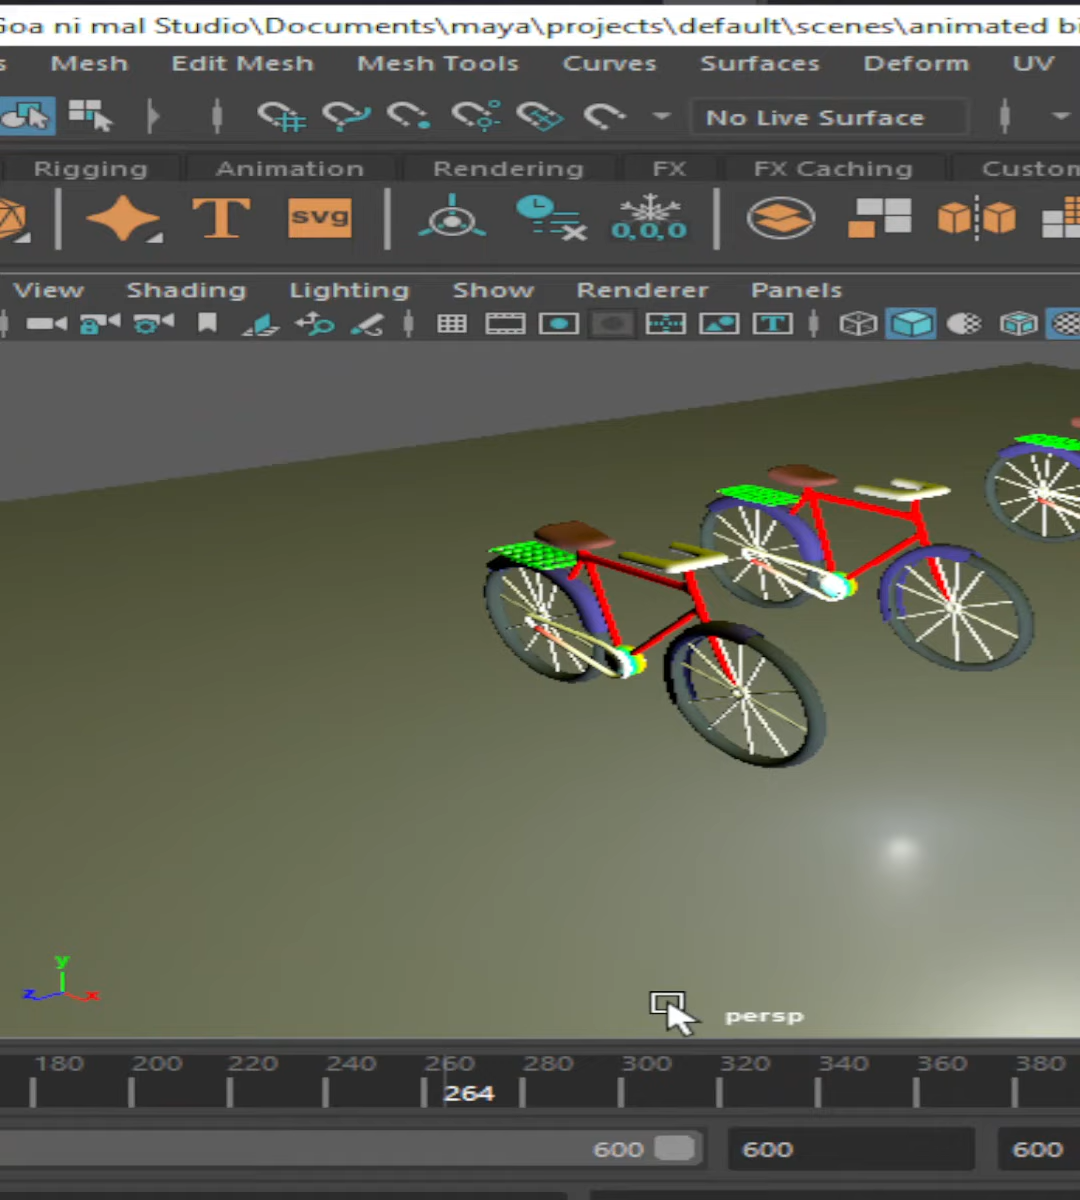 Goa ni mal Studio\Documents\maya\projects\default\scenes\animated bi
s Mesh Edit Mesh Mesh Tools Curves Surfaces Deform UV
No Live Surface
Rigging Animation Rendering FX FX Caching Custom
T svg 0,0,0
View Shading Lighting Show Renderer Panels
T
y
z x
persp
180 200 220 240 260 280 300 320 340 360 380
264
600 600 600